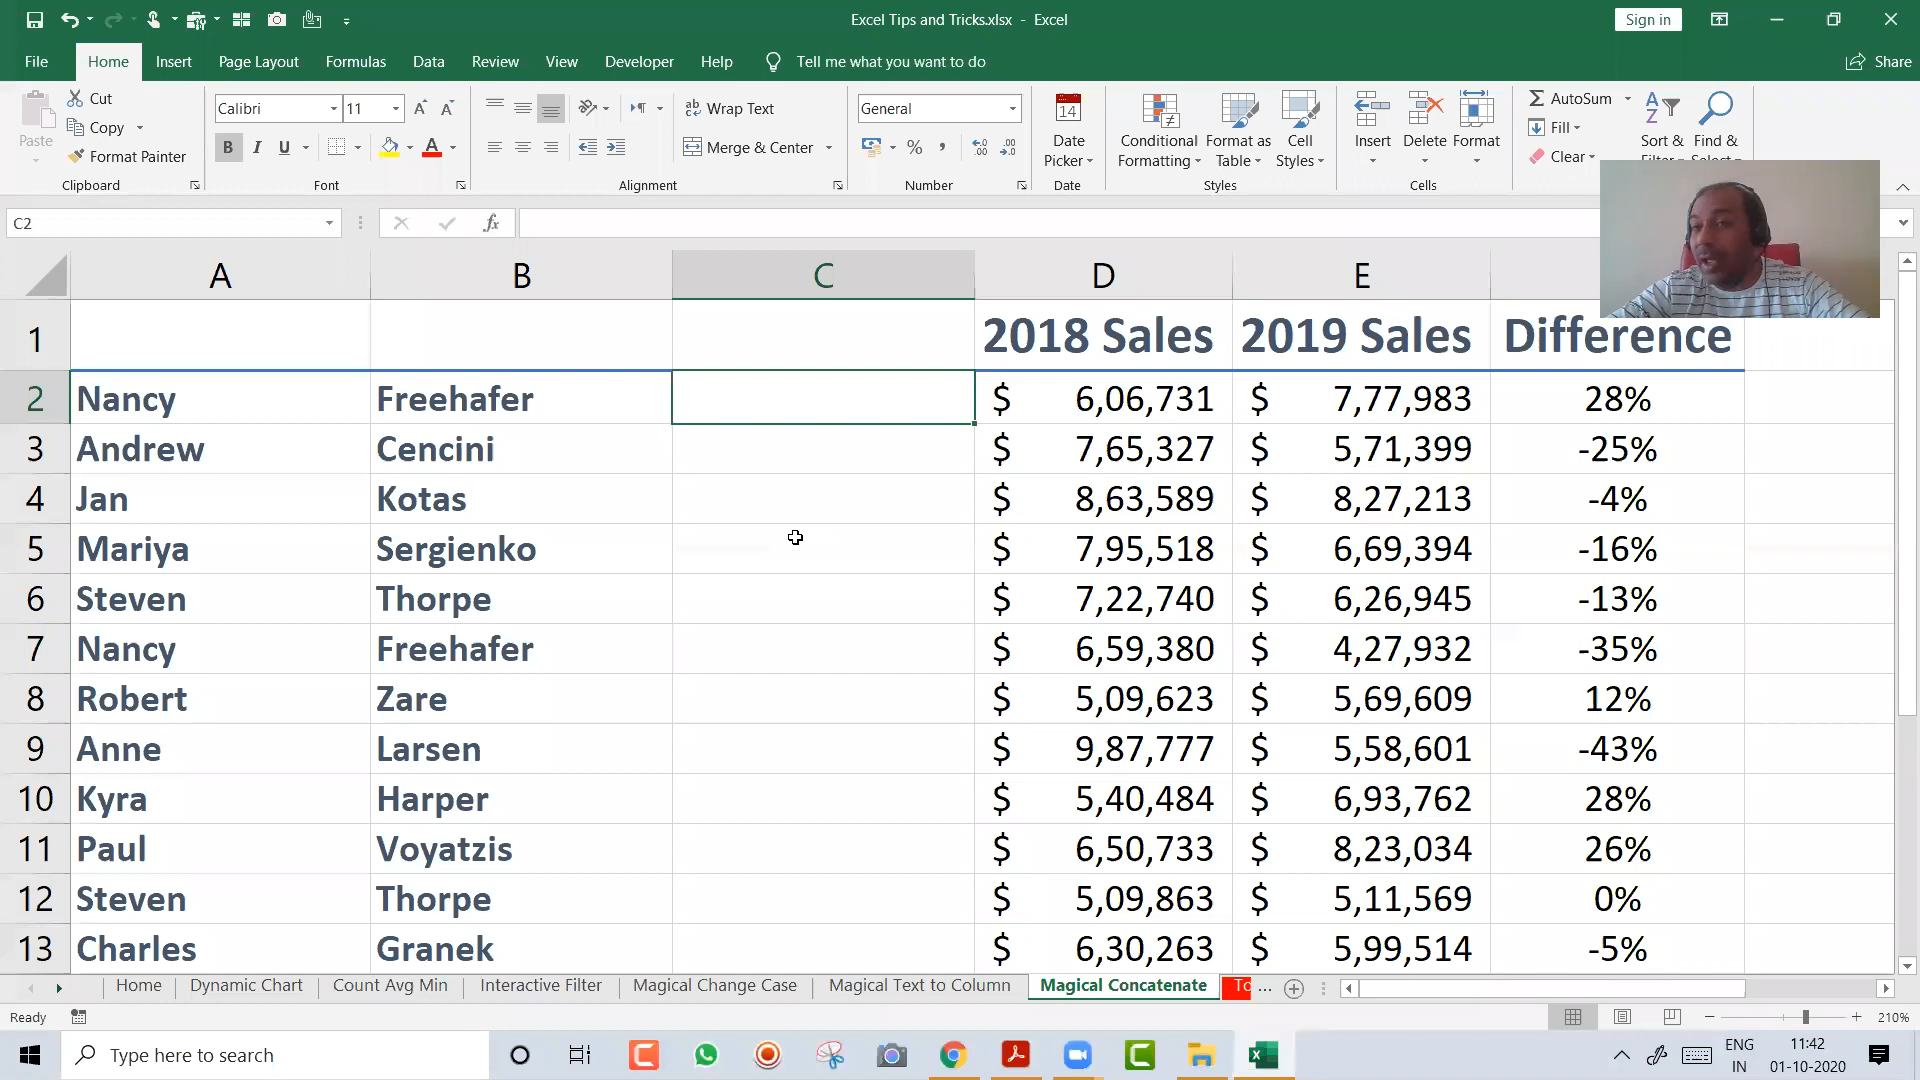 Excel Tips and Tricks.xlsx - Excel
Sign in
File Home Insert Page Layout Formulas Data Review View Developer Help Tell me what you want to do Share
Cut
Copy
Format Painter
Paste
Clipboard
Calibri 11
B I U
Font
Wrap Text
Merge & Center
Alignment
General
Number
14
Date Picker
Date
Conditional Formatting
Format as Table
Cell Styles
Styles
Insert
Delete
Format
Cells
AutoSum
Fill
Clear
Sort &
Find &
C2
fx
A B C D E
1 2018 Sales 2019 Sales Difference
2 Nancy Freehafer $ 6,06,731 $ 7,77,983 28%
3 Andrew Cencini $ 7,65,327 $ 5,71,399 -25%
4 Jan Kotas $ 8,63,589 $ 8,27,213 -4%
5 Mariya Sergienko $ 7,95,518 $ 6,69,394 -16%
6 Steven Thorpe $ 7,22,740 $ 6,26,945 -13%
7 Nancy Freehafer $ 6,59,380 $ 4,27,932 -35%
8 Robert Zare $ 5,09,623 $ 5,69,609 12%
9 Anne Larsen $ 9,87,777 $ 5,58,601 -43%
10 Kyra Harper $ 5,40,484 $ 6,93,762 28%
11 Paul Voyatzis $ 6,50,733 $ 8,23,034 26%
12 Steven Thorpe $ 5,09,863 $ 5,11,569 0%
13 Charles Granek $ 6,30,263 $ 5,99,514 -5%
Home Dynamic Chart Count Avg Min Interactive Filter Magical Change Case Magical Text to Column Magical Concatenate To ...
Ready
210%
Type here to search
ENG
IN
11:42
01-10-2020